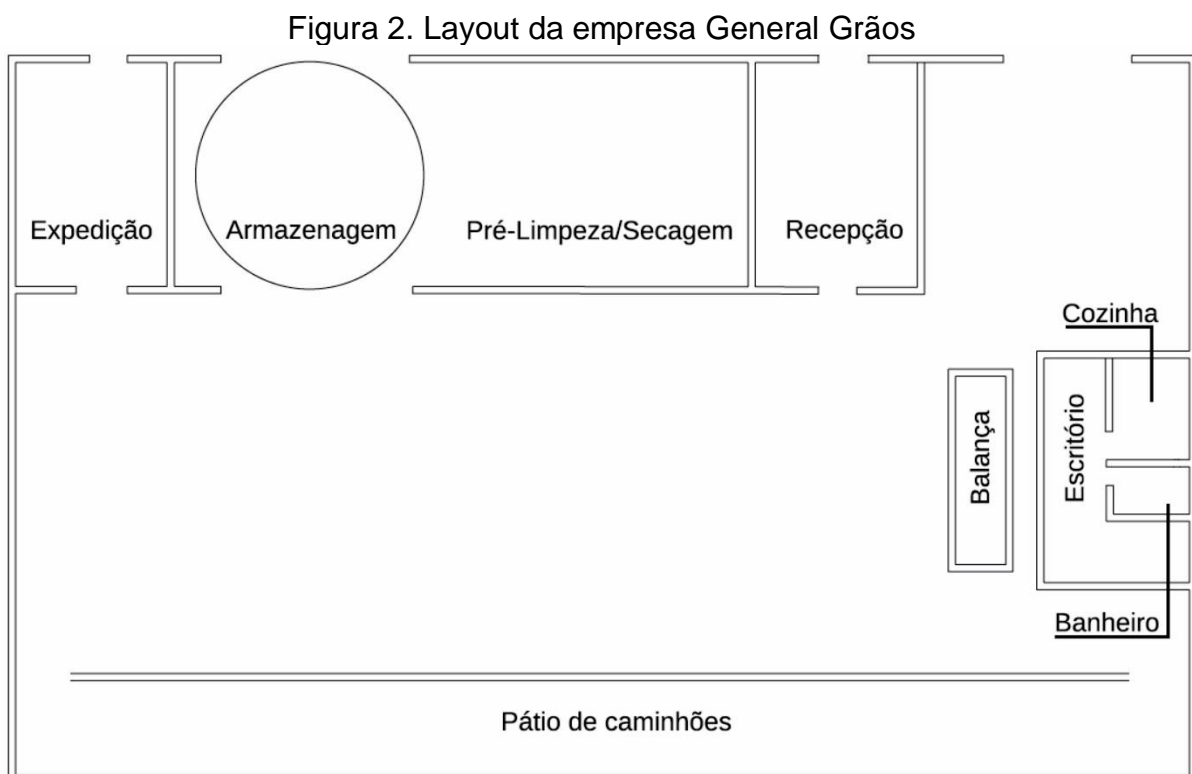 Figura 2. Layout da empresa General Grãos
Expedição
Armazenagem
Pré-Limpeza/Secagem
Recepção
Cozinha
Balança
Escritório
Banheiro
Pátio de caminhões